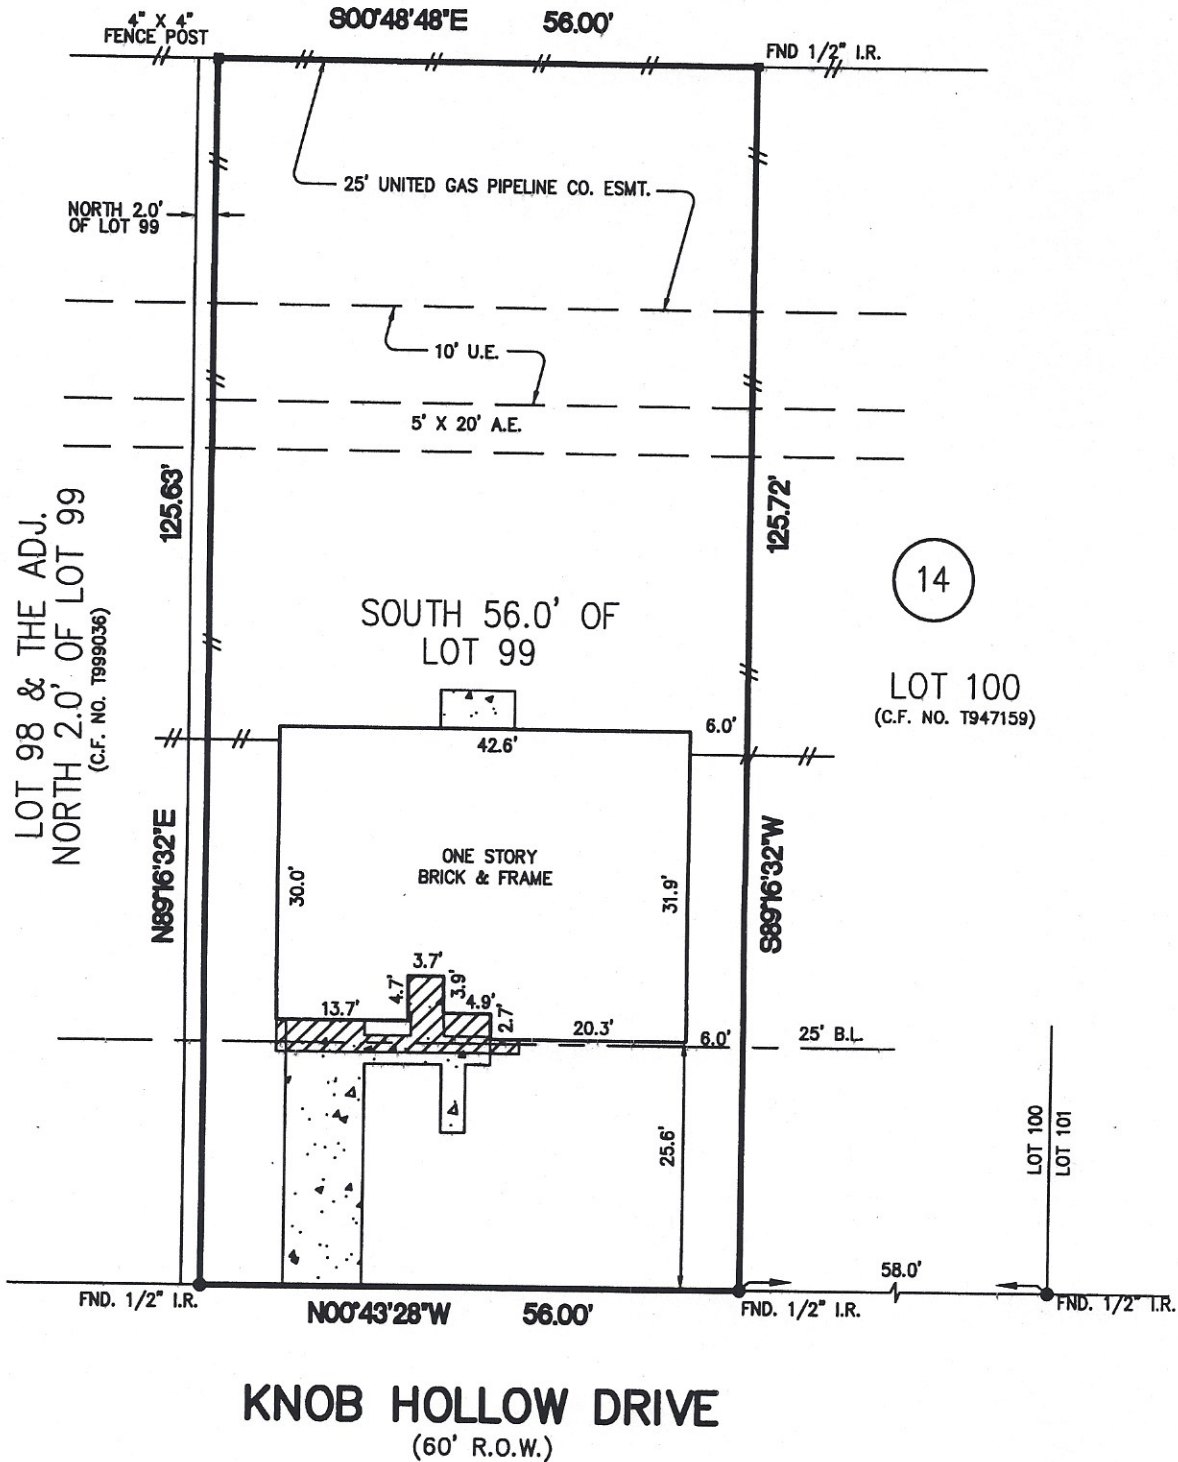 4" X 4"
FENCE POST
S00°48'48"E 56.00'
FND 1/2" I.R.
25' UNITED GAS PIPELINE CO. ESMT.
NORTH 2.0'
OF LOT 99
10' U.E.
5' X 20' A.E.
125.63'
125.72'
LOT 98 & THE ADJ.
NORTH 2.0' OF LOT 99
(C.F. NO. T999036)
14
SOUTH 56.0' OF
LOT 99
LOT 100
(C.F. NO. T947159)
6.0'
42.6'
N89°16'32"E
S89°16'32"W
ONE STORY
BRICK & FRAME
30.0'
31.9'
3.7'
4.7'
3.9'
13.7'
4.9'
2.7'
20.3'
6.0'
25' B.L.
25.6'
LOT 100
LOT 101
58.0'
FND. 1/2" I.R.
N00°43'28"W 56.00'
FND. 1/2" I.R.
FND. 1/2" I.R.
KNOB HOLLOW DRIVE
(60' R.O.W.)